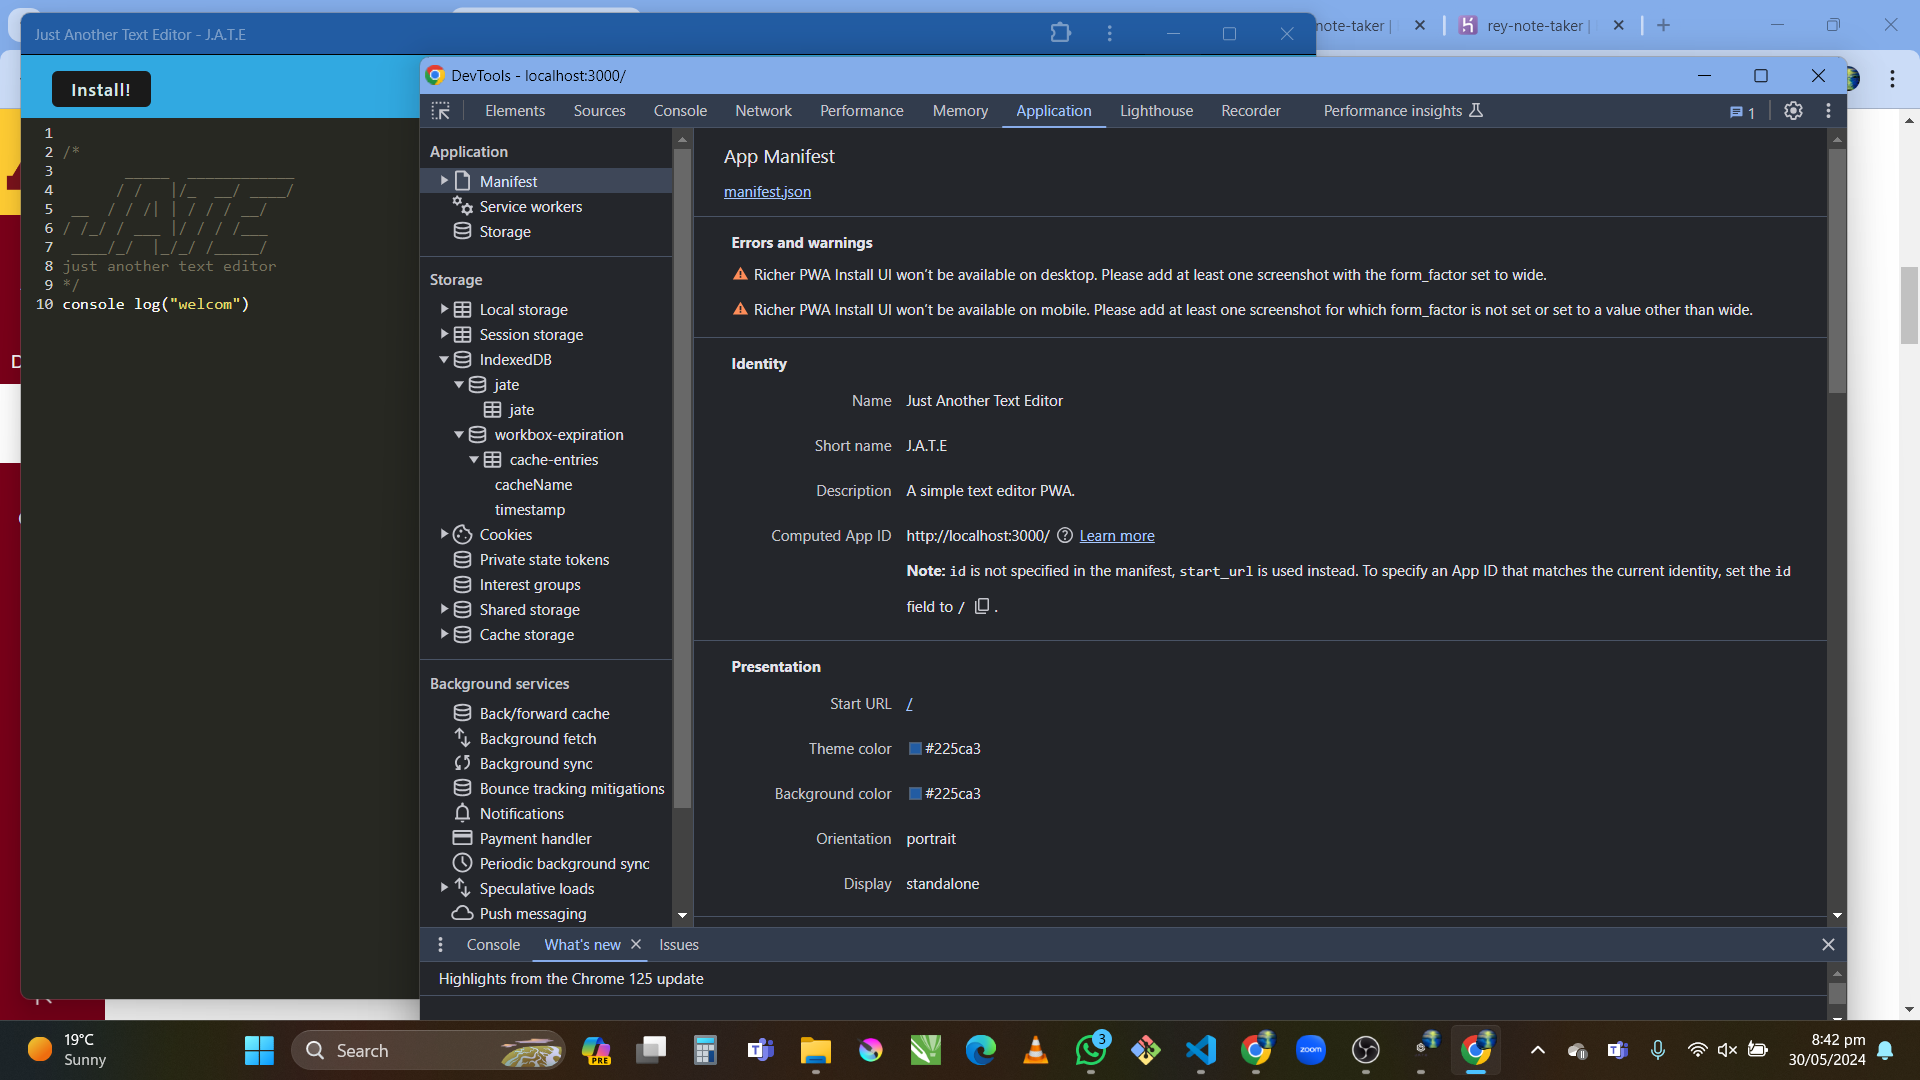 Just Another Text Editor - J.A.T.E
note-taker |
rey-note-taker |
Install!
1
2 /*
3
4
5
6
7
8 just another text editor
9 */
10 console log("welcom")
DevTools - localhost:3000/
Elements Sources Console Network Performance Memory Application Lighthouse Recorder Performance insights 1
Application
Manifest
Service workers
Storage
Storage
Local storage
Session storage
IndexedDB
jate
jate
workbox-expiration
cache-entries
cacheName
timestamp
Cookies
Private state tokens
Interest groups
Shared storage
Cache storage
Background services
Back/forward cache
Background fetch
Background sync
Bounce tracking mitigations
Notifications
Payment handler
Periodic background sync
Speculative loads
Push messaging
App Manifest
manifest.json
Errors and warnings
Richer PWA Install UI won't be available on desktop. Please add at least one screenshot with the form_factor set to wide.
Richer PWA Install UI won't be available on mobile. Please add at least one screenshot for which form_factor is not set or set to a value other than wide.
Identity
Name Just Another Text Editor
Short name J.A.T.E
Description A simple text editor PWA.
Computed App ID http://localhost:3000/ Learn more
Note: id is not specified in the manifest, start_url is used instead. To specify an App ID that matches the current identity, set the id
field to / .
Presentation
Start URL /
Theme color #225ca3
Background color #225ca3
Orientation portrait
Display standalone
Console What's new Issues
Highlights from the Chrome 125 update
19°C
Sunny
Search
PRE
3
zoom
8:42 pm
30/05/2024